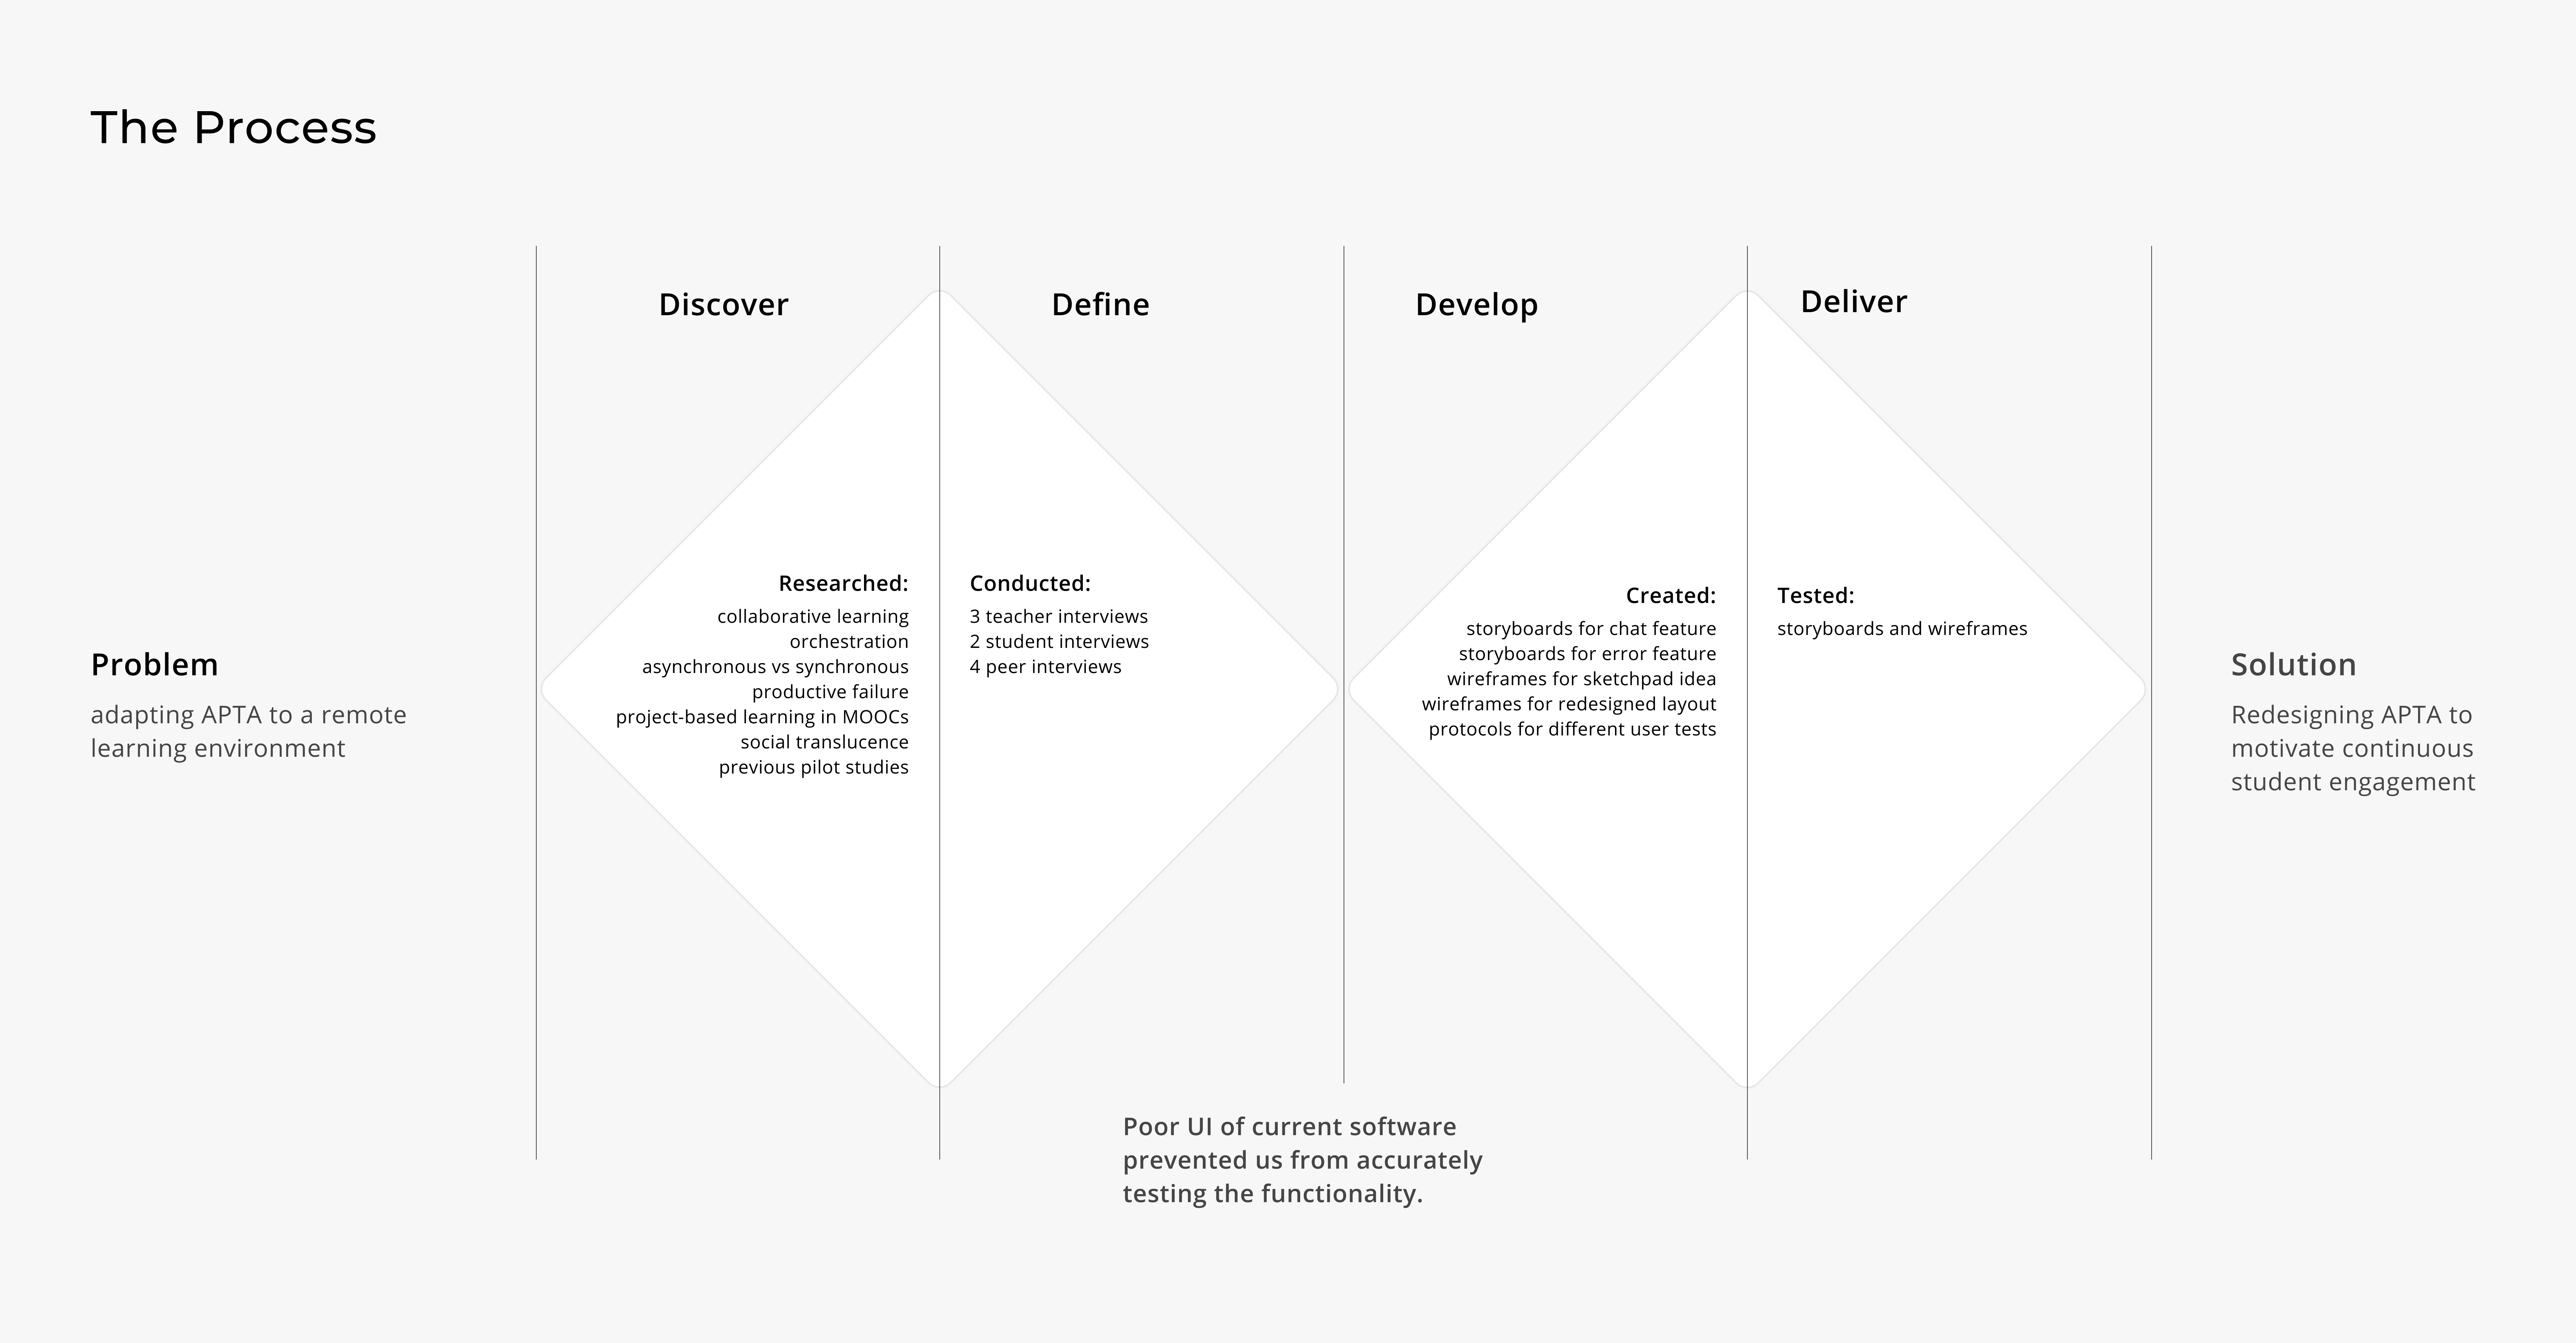 The Process
Discover
Define
Develop
Deliver
Problem
adapting APTA to a remote
learning environment
Researched:
collaborative learning
orchestration
asynchronous vs synchronous
productive failure
project-based learning in MOOCs
social translucence
previous pilot studies
Conducted:
3 teacher interviews
2 student interviews
4 peer interviews
Created:
storyboards for chat feature
storyboards for error feature
wireframes for sketchpad idea
wireframes for redesigned layout
protocols for different user tests
Tested:
storyboards and wireframes
Solution
Redesigning APTA to
motivate continuous
student engagement
Poor UI of current software
prevented us from accurately
testing the functionality.